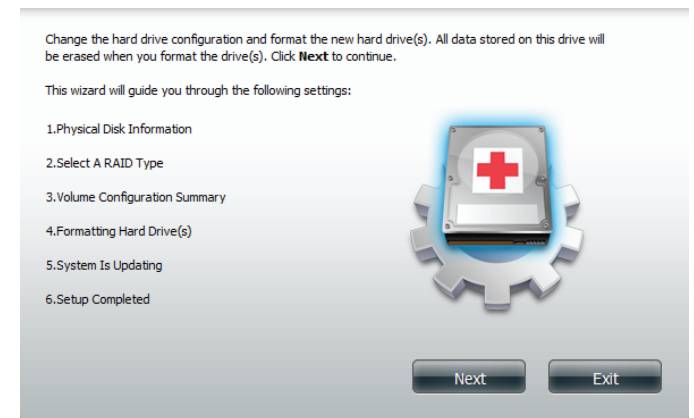 Change the hard drive configuration and format the new hard drive(s). All data stored on this drive will
be erased when you format the drive(s). Click Next to continue.
This wizard will guide you through the following settings:
1.Physical Disk Information
2.Select A RAID Type
3.Volume Configuration Summary
4.Formatting Hard Drive(s)
5.System Is Updating
6.Setup Completed
Next
Exit